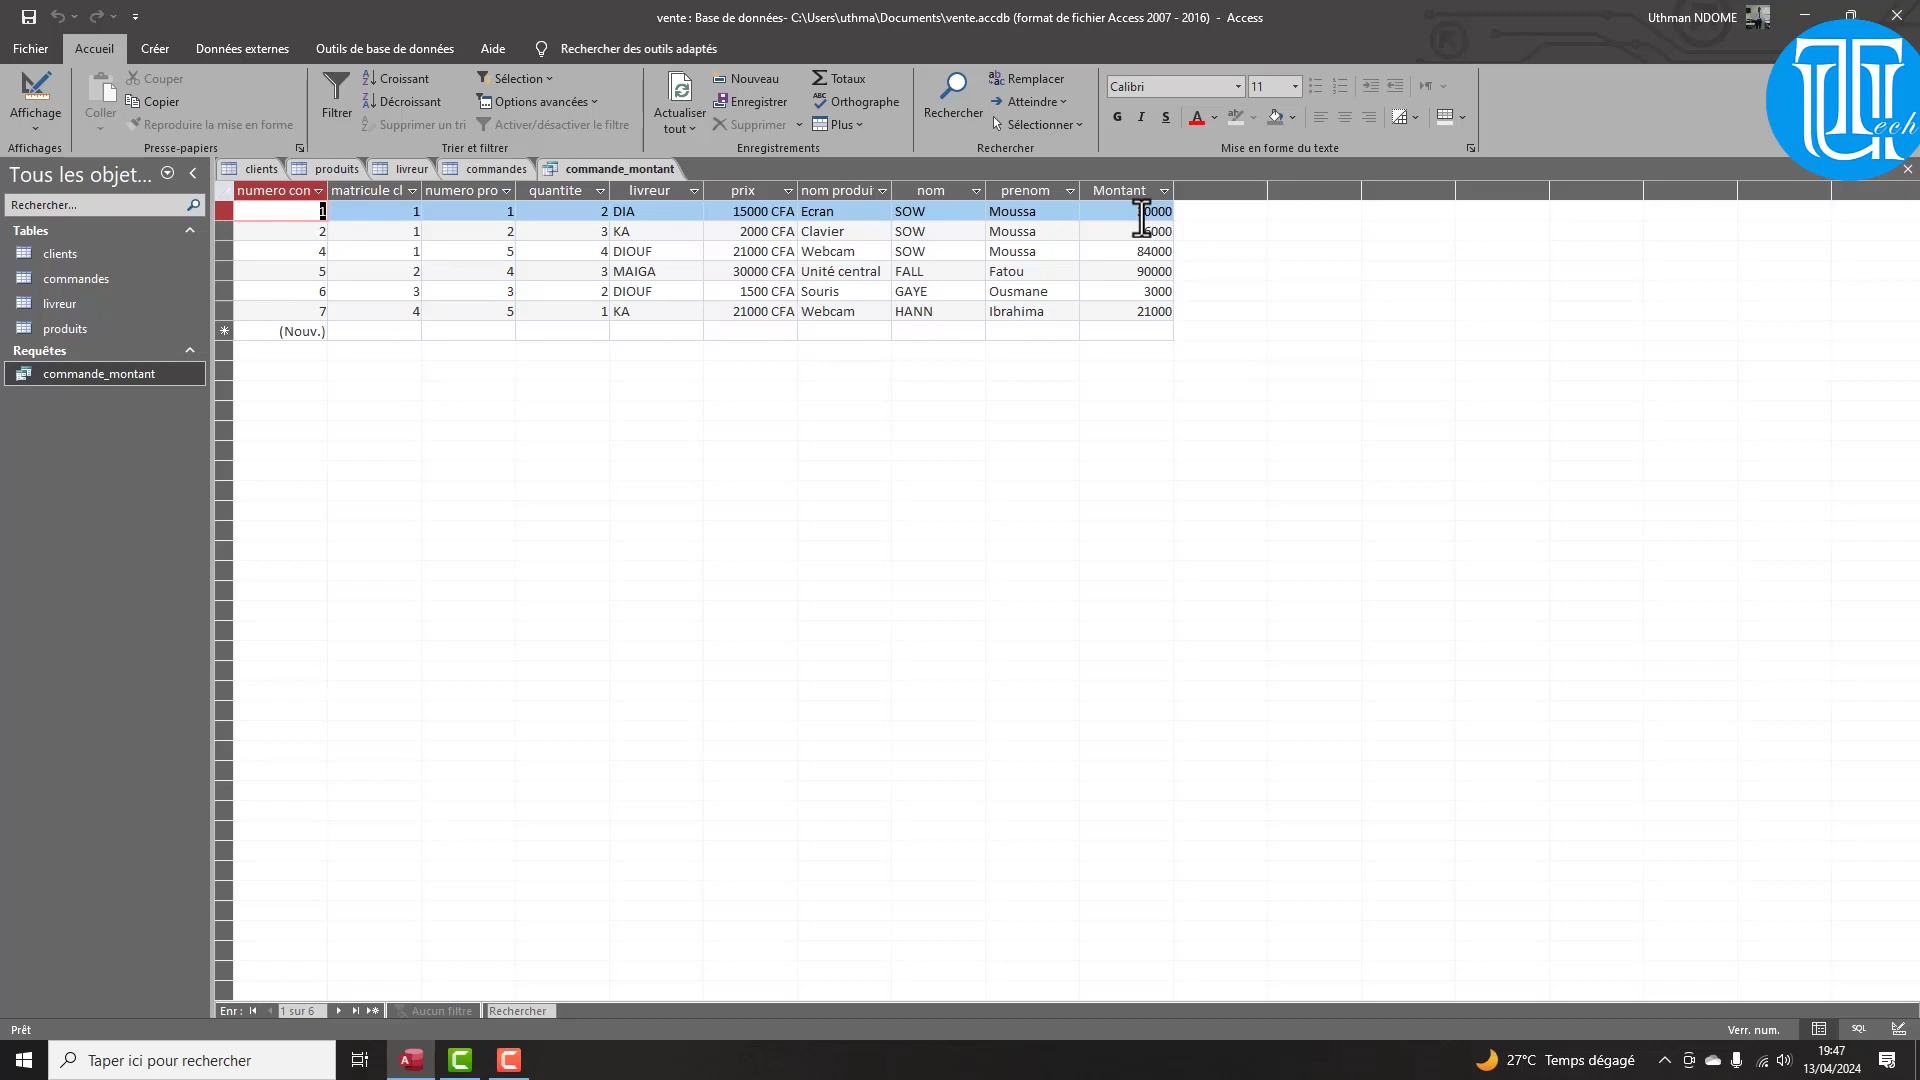 vente : Base de données- C:\Users\uthma\Documents\vente.accdb (format de fichier Access 2007 - 2016) - Access
Uthman NDOME
Fichier Accueil Créer Données externes Outils de base de données Aide Rechercher des outils adaptés
Affichage
Affichages
Coller
Couper
Copier
Reproduire la mise en forme
Presse-papiers
Filtrer
Croissant
Décroissant
Supprimer un tri
Sélection
Options avancées
Activer/désactiver le filtre
Trier et filtrer
Actualiser
tout
Nouveau
Enregistrer
Supprimer
Totaux
Orthographe
Plus
Enregistrements
Rechercher
Remplacer
Atteindre
Sélectionner
Rechercher
Calibri 11
G I S
Mise en forme du texte
Tech
Tous les objet...
Rechercher...
Tables
clients
commandes
livreur
produits
Requêtes
commande_montant
clients produits livreur commandes commande_montant
numero con matricule cl numero pro quantite livreur prix nom produi nom prenom Montant
1 1 1 2 DIA 15000 CFA Ecran SOW Moussa
2 1 2 3 KA 2000 CFA Clavier SOW Moussa
4 1 5 4 DIOUF 21000 CFA Webcam SOW Moussa 84000
5 2 4 3 MAIGA 30000 CFA Unité central FALL Fatou 90000
6 3 3 2 DIOUF 1500 CFA Souris GAYE Ousmane 3000
7 4 5 1 KA 21000 CFA Webcam HANN Ibrahima 21000
(Nouv.)
Enr : 1 sur 6 Aucun filtre Rechercher
Prêt
Verr. num.
SQL
Taper ici pour rechercher
27°C Temps dégagé
19:47
13/04/2024